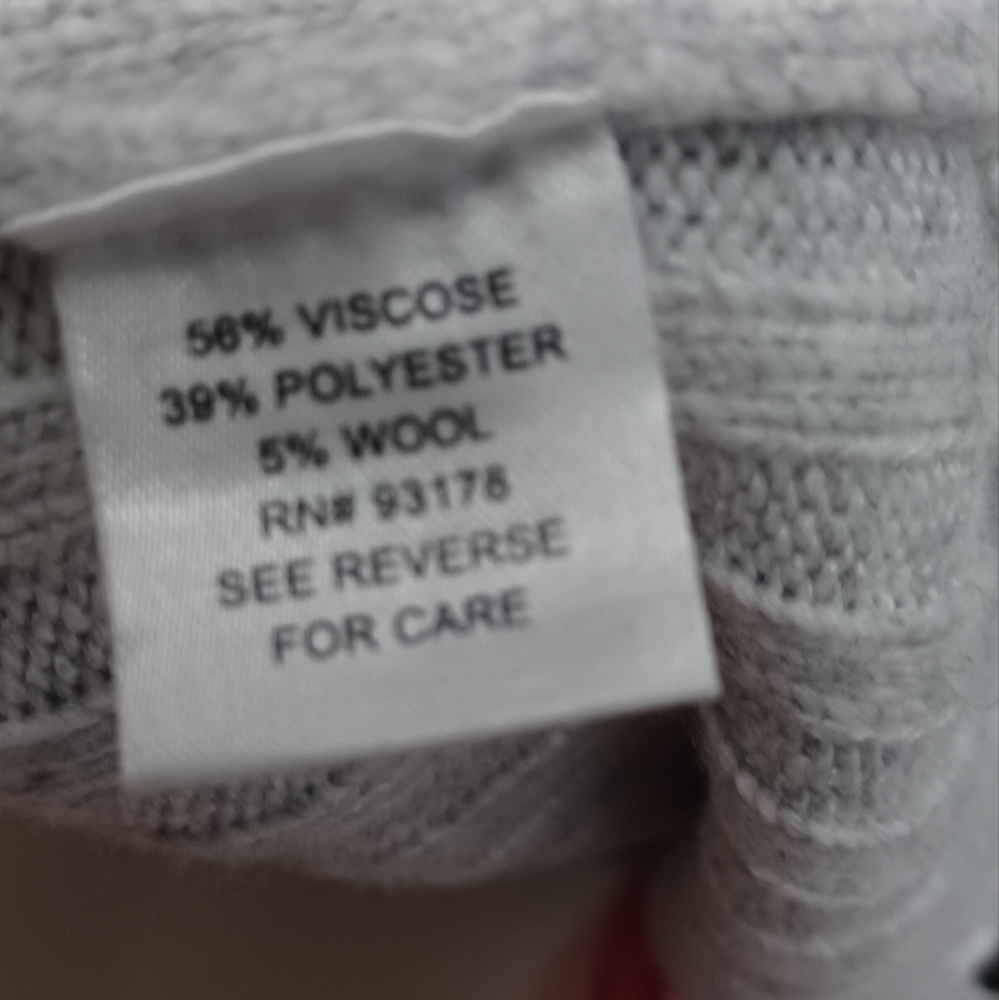 56% VISCOSE
39% POLYESTER
5% WOOL
RN# 93178
SEE REVERSE
FOR CARE